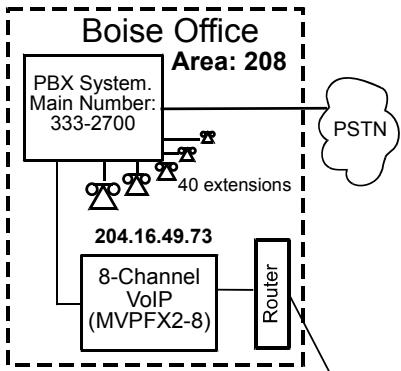 Boise Office
Area: 208
PBX System.
Main Number:
333-2700
PSTN
40 extensions
204.16.49.73
8-Channel
VoIP
(MVPFX2-8)
Router